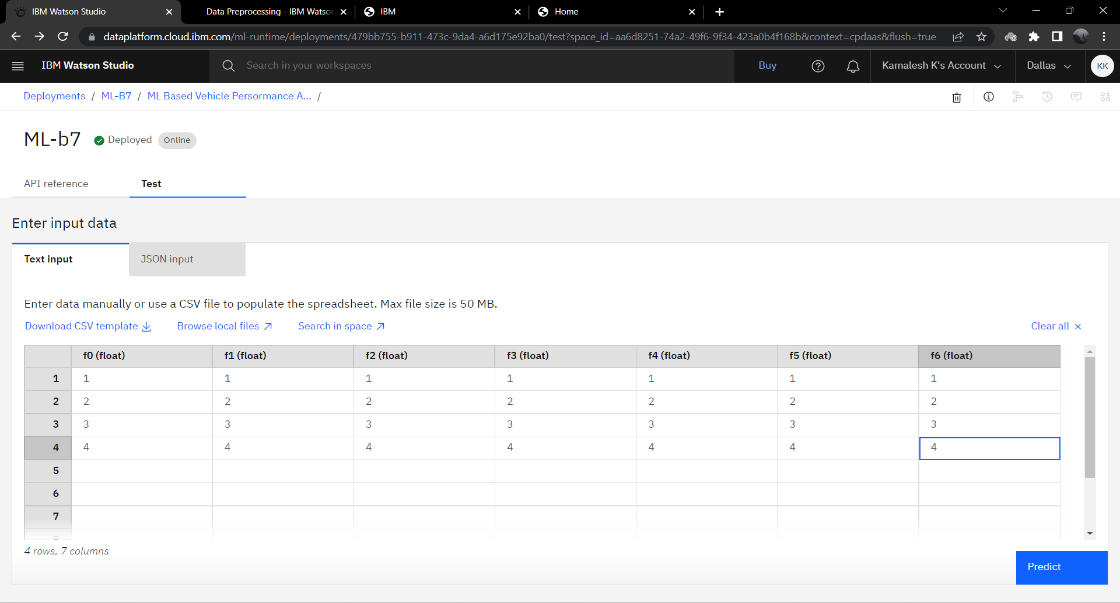 IBM Watson Studio
Data Preprocessing - IBM Watson
IBM
Home
dataplatform.cloud.ibm.com/ml-runtime/deployments/479bb755-b911-473c-9da4-a6d175e92ba0/test?space_id=aa6d8251-74a2-49f6-9f34-423a0b4f168b&context=cpdaas&flush=true
IBM Watson Studio
Search in your workspaces
Buy
Kamalesh K's Account
Dallas
KK
Deployments / ML-B7 / ML Based Vehicle Persormance A... /
ML-b7 Deployed Online
API reference Test
Enter input data
Text input JSON input
Enter data manually or use a CSV file to populate the spreadsheet. Max file size is 50 MB.
Download CSV template Browse local files Search in space Clear all ×
f0 (float) f1 (float) f2 (float) f3 (float) f4 (float) f5 (float) f6 (float)
1 1 1 1 1 1 1 1
2 2 2 2 2 2 2 2
3 3 3 3 3 3 3 3
4 4 4 4 4 4 4 4
5
6
7
4 rows, 7 columns
Predict